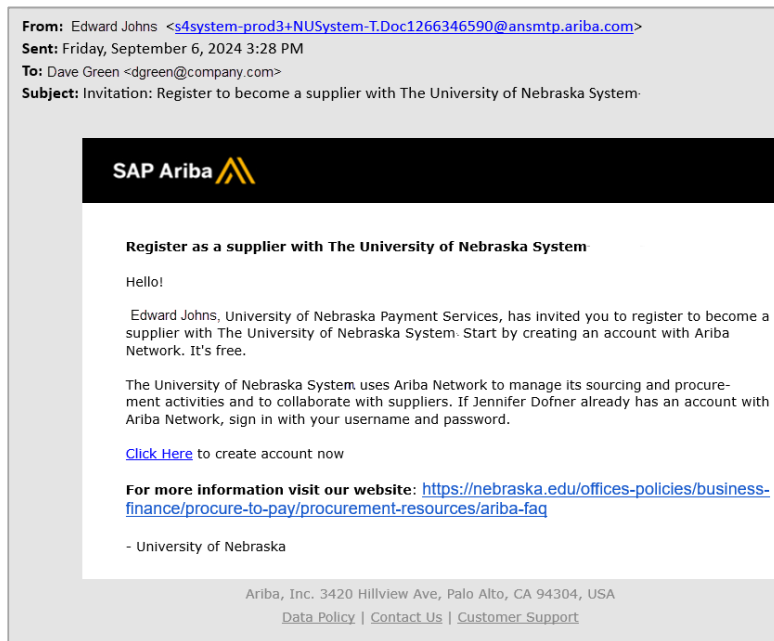 From: Edward Johns <s4system-prod3+NUSystem-T.Doc1266346590@ansmtp.ariba.com>
Sent: Friday, September 6, 2024 3:28 PM
To: Dave Green <dgreen@company.com>
Subject: Invitation: Register to become a supplier with The University of Nebraska System
SAP Ariba
Register as a supplier with The University of Nebraska System
Hello!
Edward Johns, University of Nebraska Payment Services, has invited you to register to become a
supplier with The University of Nebraska System. Start by creating an account with Ariba
Network. It's free.
The University of Nebraska System uses Ariba Network to manage its sourcing and procure-
ment activities and to collaborate with suppliers. If Jennifer Dofner already has an account with
Ariba Network, sign in with your username and password.
Click Here to create account now
For more information visit our website: https://nebraska.edu/offices-policies/business-
finance/procure-to-pay/procurement-resources/ariba-faq
- University of Nebraska
Ariba, Inc. 3420 Hillview Ave, Palo Alto, CA 94304, USA
Data Policy | Contact Us | Customer Support